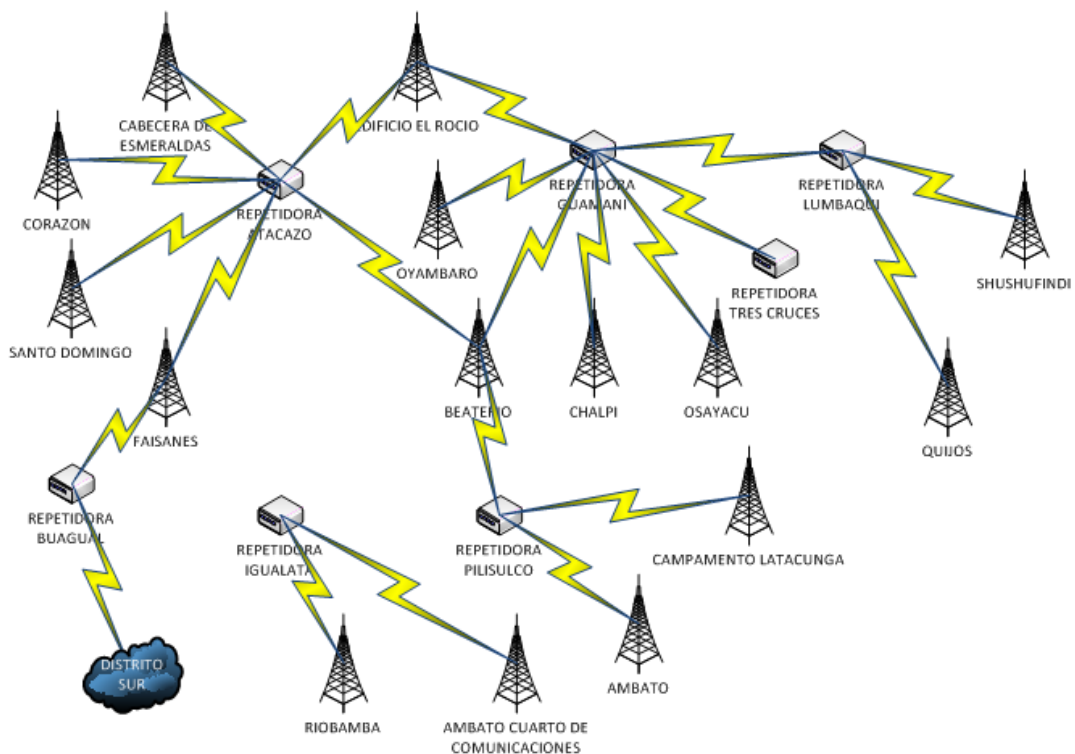 CABECERA DE
ESMERALDAS
EDIFICIO EL ROCIO
CORAZON
REPETIDORA
ATACAZO
REPETIDORA
GUAMANI
REPETIDORA
LUMBAQUI
OYAMBARO
REPETIDORA
TRES CRUCES
SHUSHUFINDI
SANTO DOMINGO
FAISANES
BEATERIO
CHALPI
OSAYACU
QUIJOS
REPETIDORA
BUAGUAL
REPETIDORA
IGUALATA
REPETIDORA
PILISULCO
CAMPAMENTO LATACUNGA
DISTRITO
SUR
RIOBAMBA
AMBATO CUARTO DE
COMUNICACIONES
AMBATO